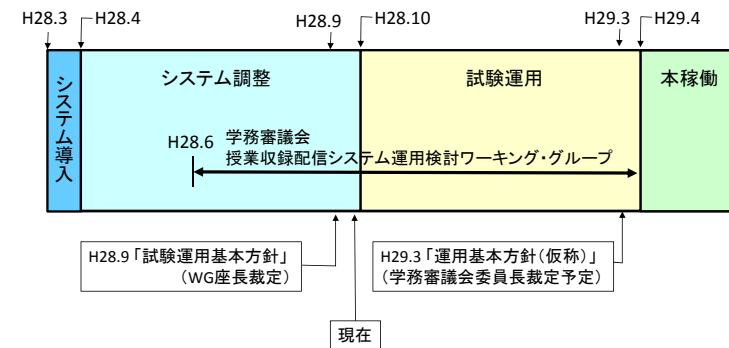 H28.3
H28.4
H28.9
H28.10
H29.3
H29.4
システム導入
システム調整
試験運用
本稼働
H28.6
学務審議会
授業収録配信システム運用検討ワーキング・グループ
H28.9「試験運用基本方針」
（WG座長裁定）
H29.3「運用基本方針（仮称）」
（学務審議会委員長裁定予定）
現在